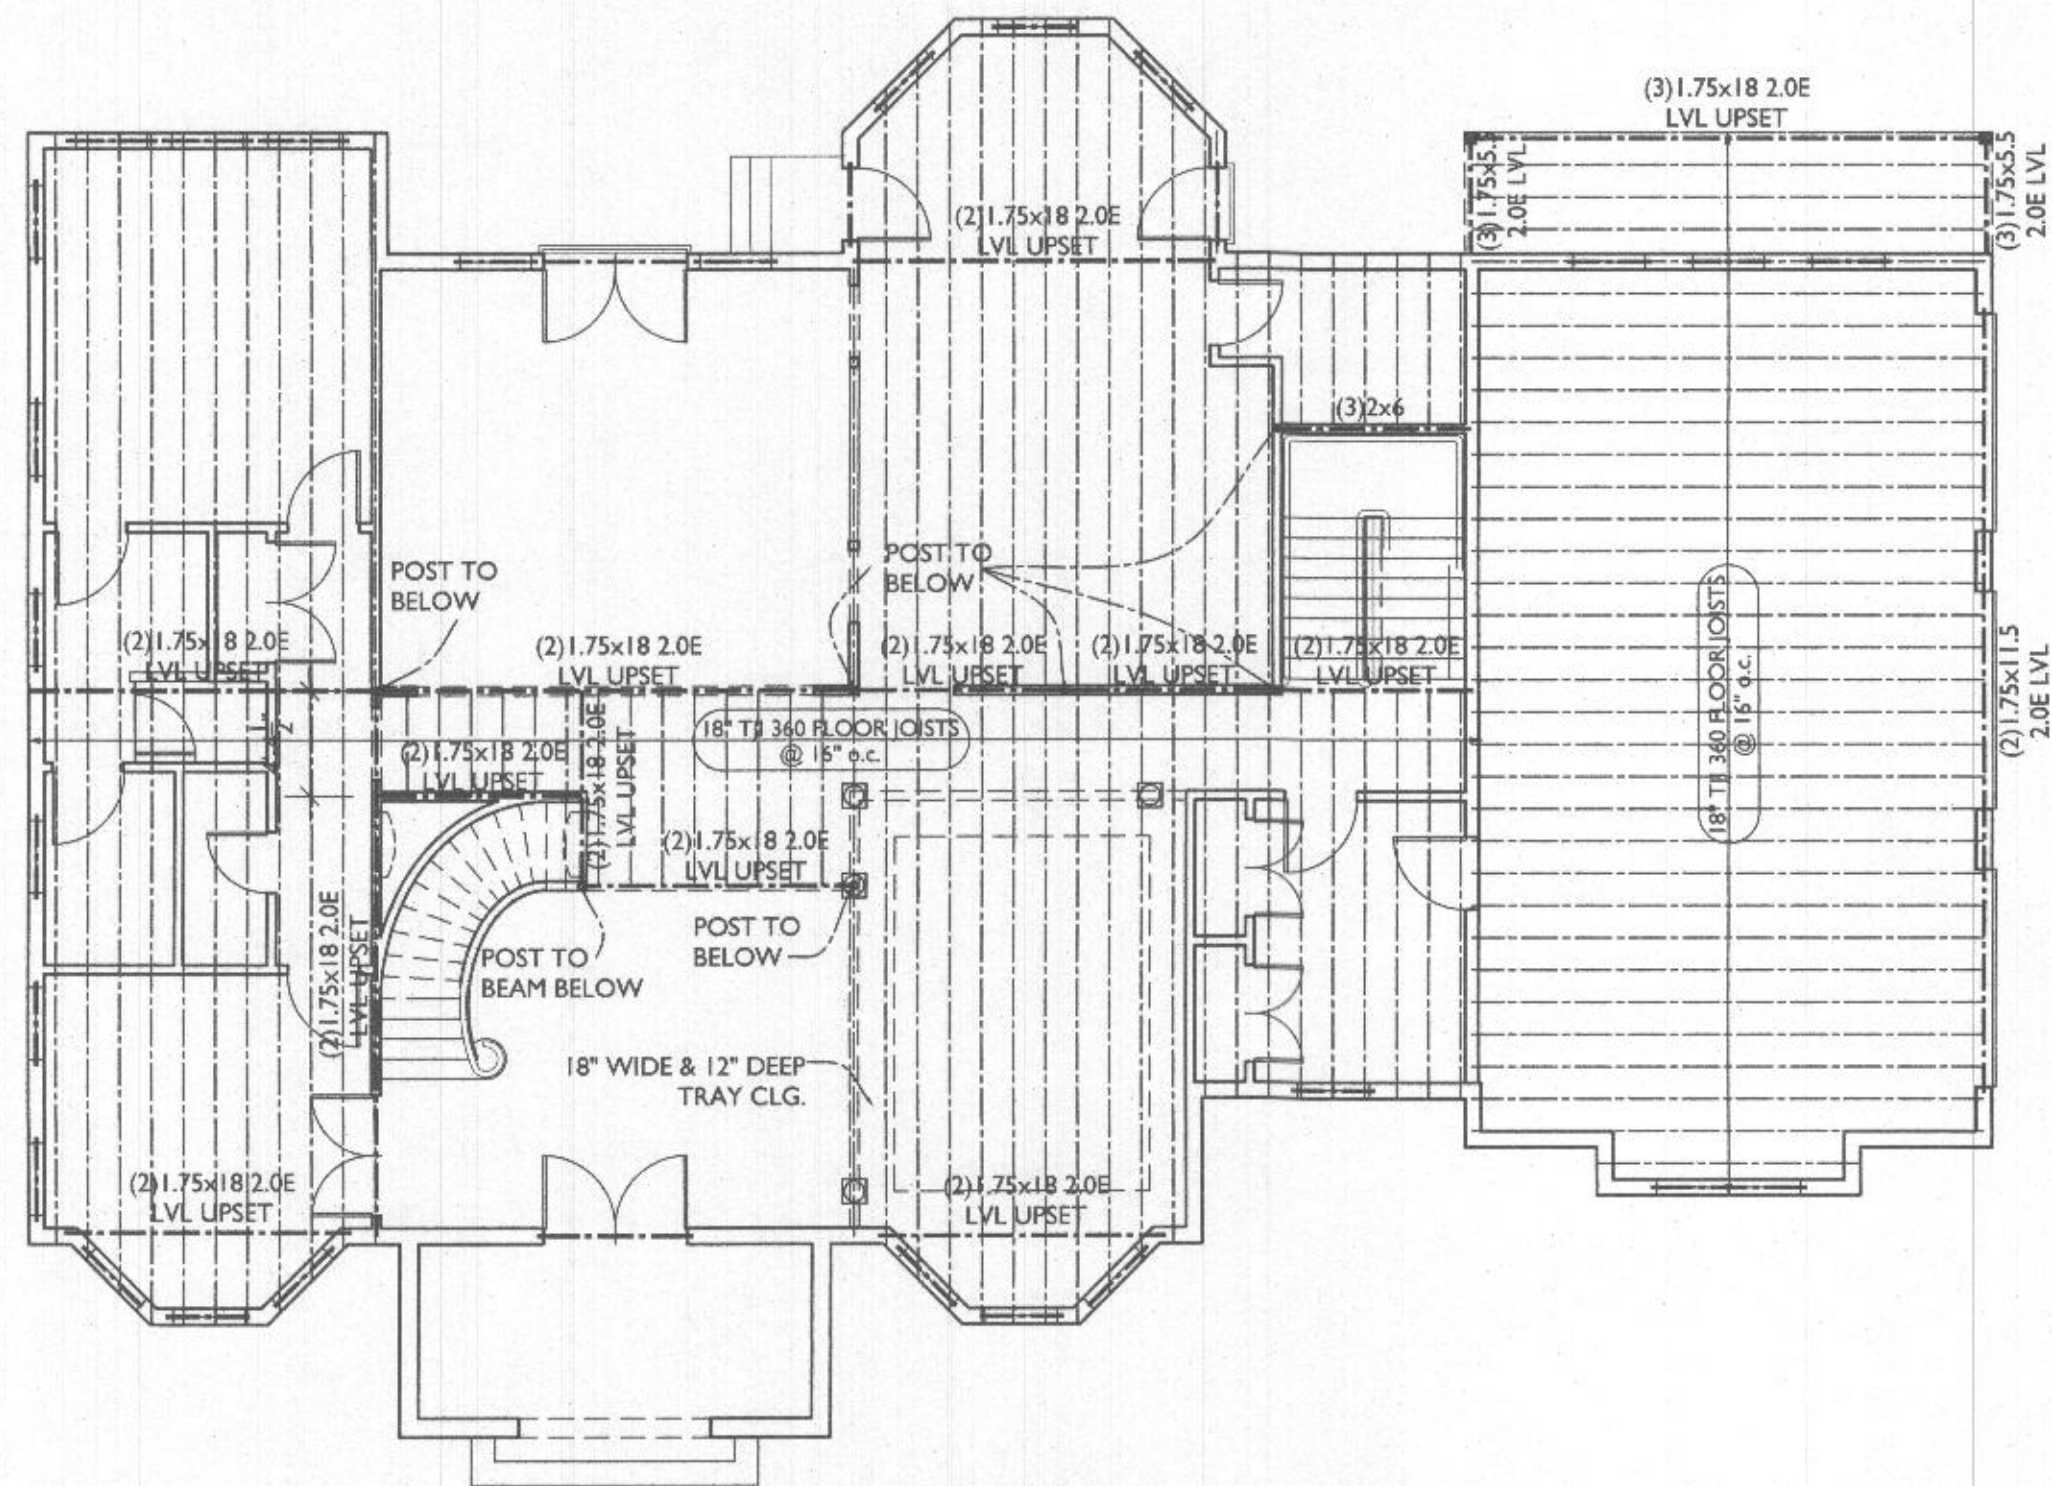 (3)1.75x18 2.0E
LVL UPSET
(3)1.75x5.5
2.0E LVL
(3)1.75x5.5
2.0E LVL
(2)1.75x18 2.0E
LVL UPSET
(3)2x6
POST TO
BELOW
POST TO
BELOW
(2)1.75x18 2.0E
LVL UPSET
(2)1.75x18 2.0E
LVL UPSET
(2)1.75x18 2.0E
LVL UPSET
(2)1.75x18 2.0E
LVL UPSET
(2)1.75x18 2.0E
LVL UPSET
18" TJI 360 FLOOR JOISTS
@ 16" o.c.
18" TJI 360 FLOOR JOISTS
@ 16" o.c.
(2)1.75x11.5
2.0E LVL
(2)1.75x18 2.0E
LVL UPSET
(2)1.75x18 2.0E
LVL UPSET
(2)1.75x18 2.0E
LVL UPSET
(2)1.75x18 2.0E
LVL UPSET
POST TO
BEAM BELOW
POST TO
BELOW
18" WIDE & 12" DEEP
TRAY CLG.
(2)1.75x18 2.0E
LVL UPSET
(2)1.75x18 2.0E
LVL UPSET